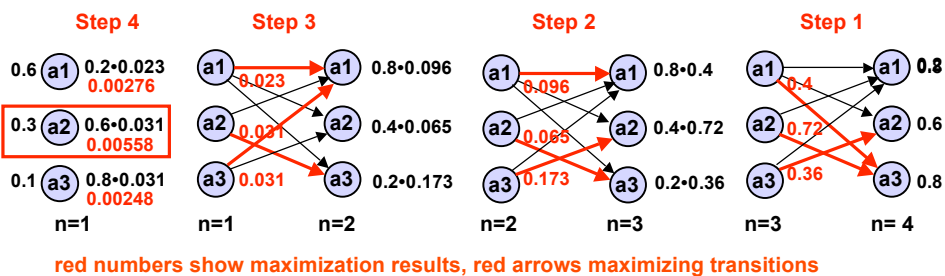 Step 4
Step 3
Step 2
Step 1
0.6 a1 0.2•0.023
0.00276
0.3 a2 0.6•0.031
0.00558
0.1 a3 0.8•0.031
0.00248
n=1
a1 0.023 a1 0.8•0.096
a2 0.031 a2 0.4•0.065
a3 0.031 a3 0.2•0.173
n=1 n=2
a1 0.096 a1 0.8•0.4
a2 0.065 a2 0.4•0.72
a3 0.173 a3 0.2•0.36
n=2 n=3
a1 0.4 a1
a2 0.72 a2 0.6
a3 0.36 a3 0.8
n=3 n= 4
red numbers show maximization results, red arrows maximizing transitions